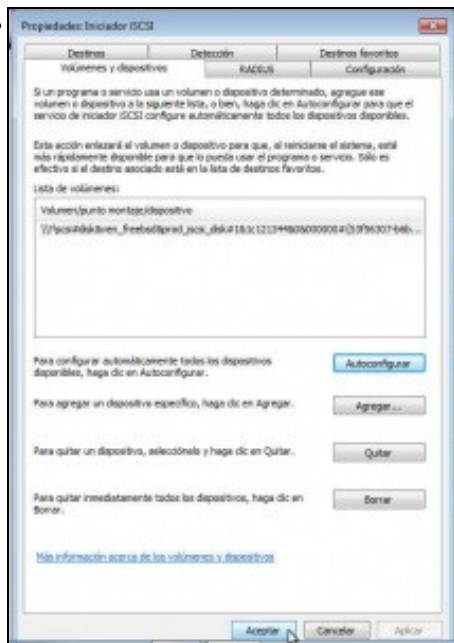 Propiedades: Iniciador iSCSI
Destinos Detección Destinos favoritos
Volúmenes y dispositivos RADIUS Configuración
Si un programa o servicio usa un volumen o dispositivo determinado, agregue ese
volumen o dispositivo a la siguiente lista, o bien, haga clic en Autoconfigurar para que el
servicio de iniciador iSCSI configure automáticamente todos los dispositivos disponibles.
Esta acción enlazará el volumen o dispositivo para que, al reiniciarse el sistema, esté
más rápidamente disponible para que lo pueda usar el programa o servicio. Sólo es
efectivo si el destino asociado está en la lista de destinos favoritos.
Lista de volúmenes:
Volumen/punto montaje/dispositivo
Para configurar automáticamente todos los dispositivos
disponibles, haga clic en Autoconfigurar.
Autoconfigurar
Para agregar un dispositivo específico, haga clic en Agregar.
Agregar...
Para quitar un dispositivo, selecciónelo y haga clic en Quitar.
Quitar
Para quitar inmediatamente todos los dispositivos, haga clic en
Borrar.
Borrar
Más información acerca de los volúmenes y dispositivos
Aceptar Cancelar Aplicar